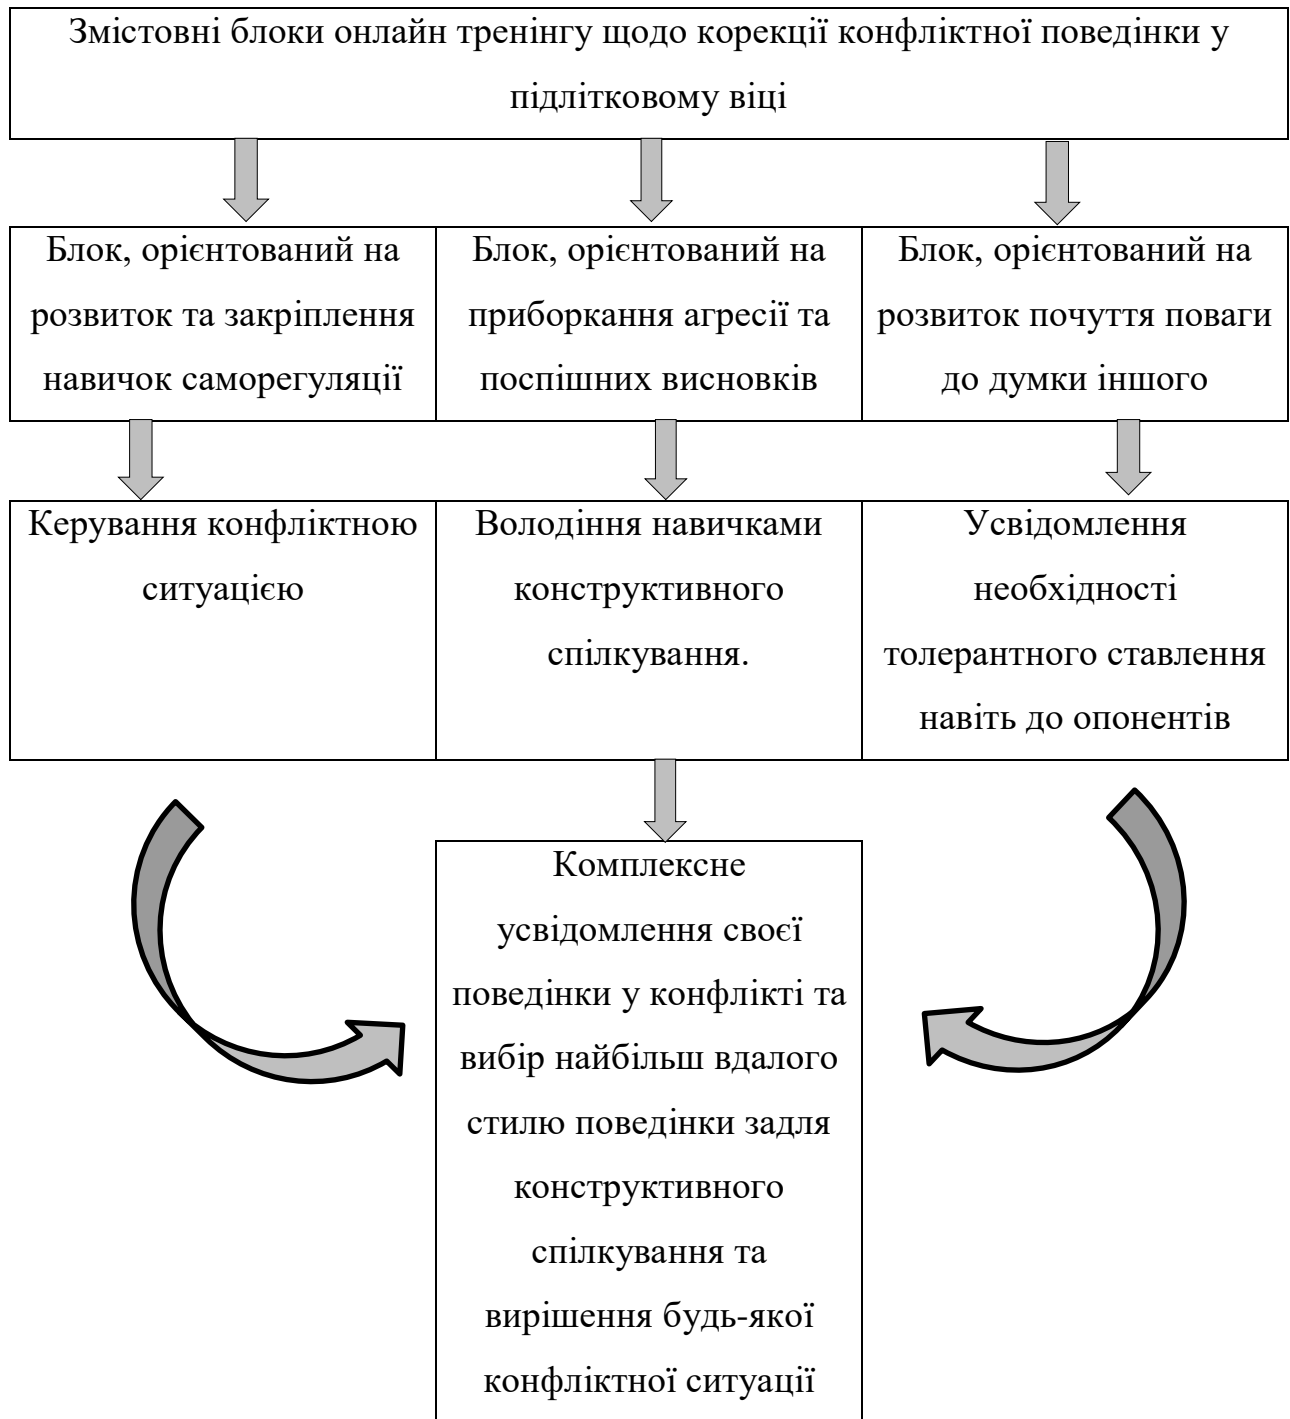 Змістовні блоки онлайн тренінгу щодо корекції конфліктної поведінки у
підлітковому віці
Блок, орієнтований на
розвиток та закріплення
навичок саморегуляції
Блок, орієнтований на
приборкання агресії та
поспішних висновків
Блок, орієнтований на
розвиток почуття поваги
до думки іншого
Керування конфліктною
ситуацією
Володіння навичками
конструктивного
спілкування.
Усвідомлення
необхідності
толерантного ставлення
навіть до опонентів
Комплексне
усвідомлення своєї
поведінки у конфлікті та
вибір найбільш вдалого
стилю поведінки задля
конструктивного
спілкування та
вирішення будь-якої
конфліктної ситуації